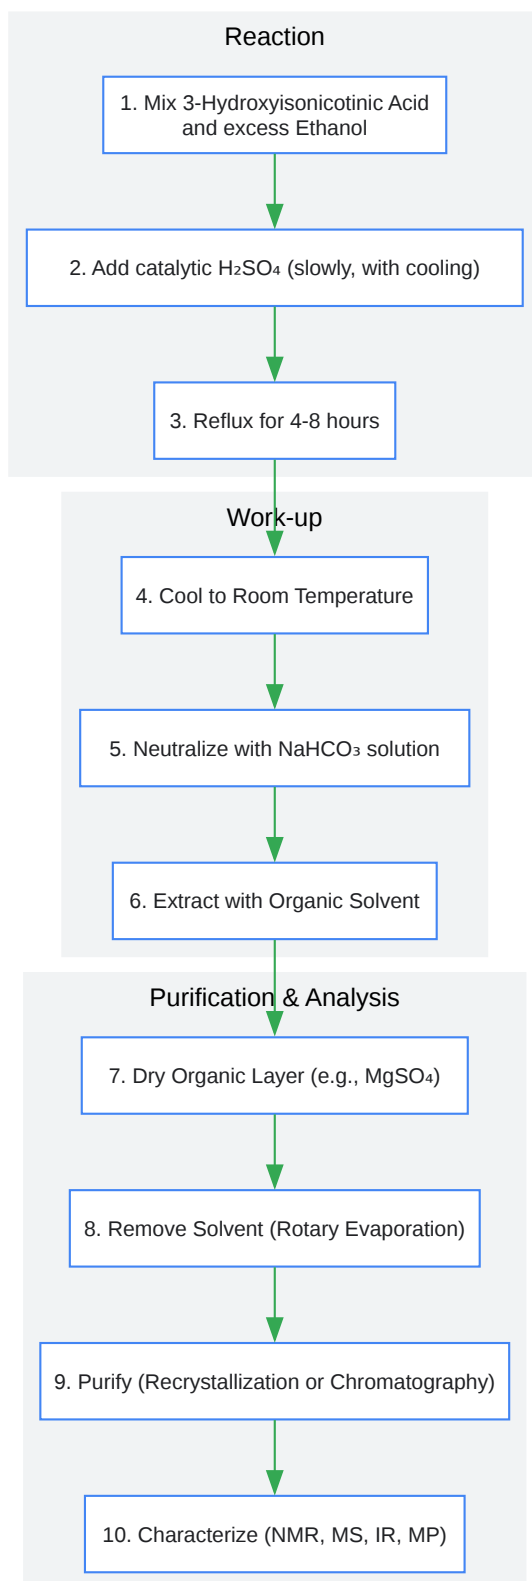 Reaction
1. Mix 3-Hydroxyisonicotinic Acid
and excess Ethanol
2. Add catalytic H₂SO₄ (slowly, with cooling)
3. Reflux for 4-8 hours
Work-up
4. Cool to Room Temperature
5. Neutralize with NaHCO₃ solution
6. Extract with Organic Solvent
Purification & Analysis
7. Dry Organic Layer (e.g., MgSO₄)
8. Remove Solvent (Rotary Evaporation)
9. Purify (Recrystallization or Chromatography)
10. Characterize (NMR, MS, IR, MP)